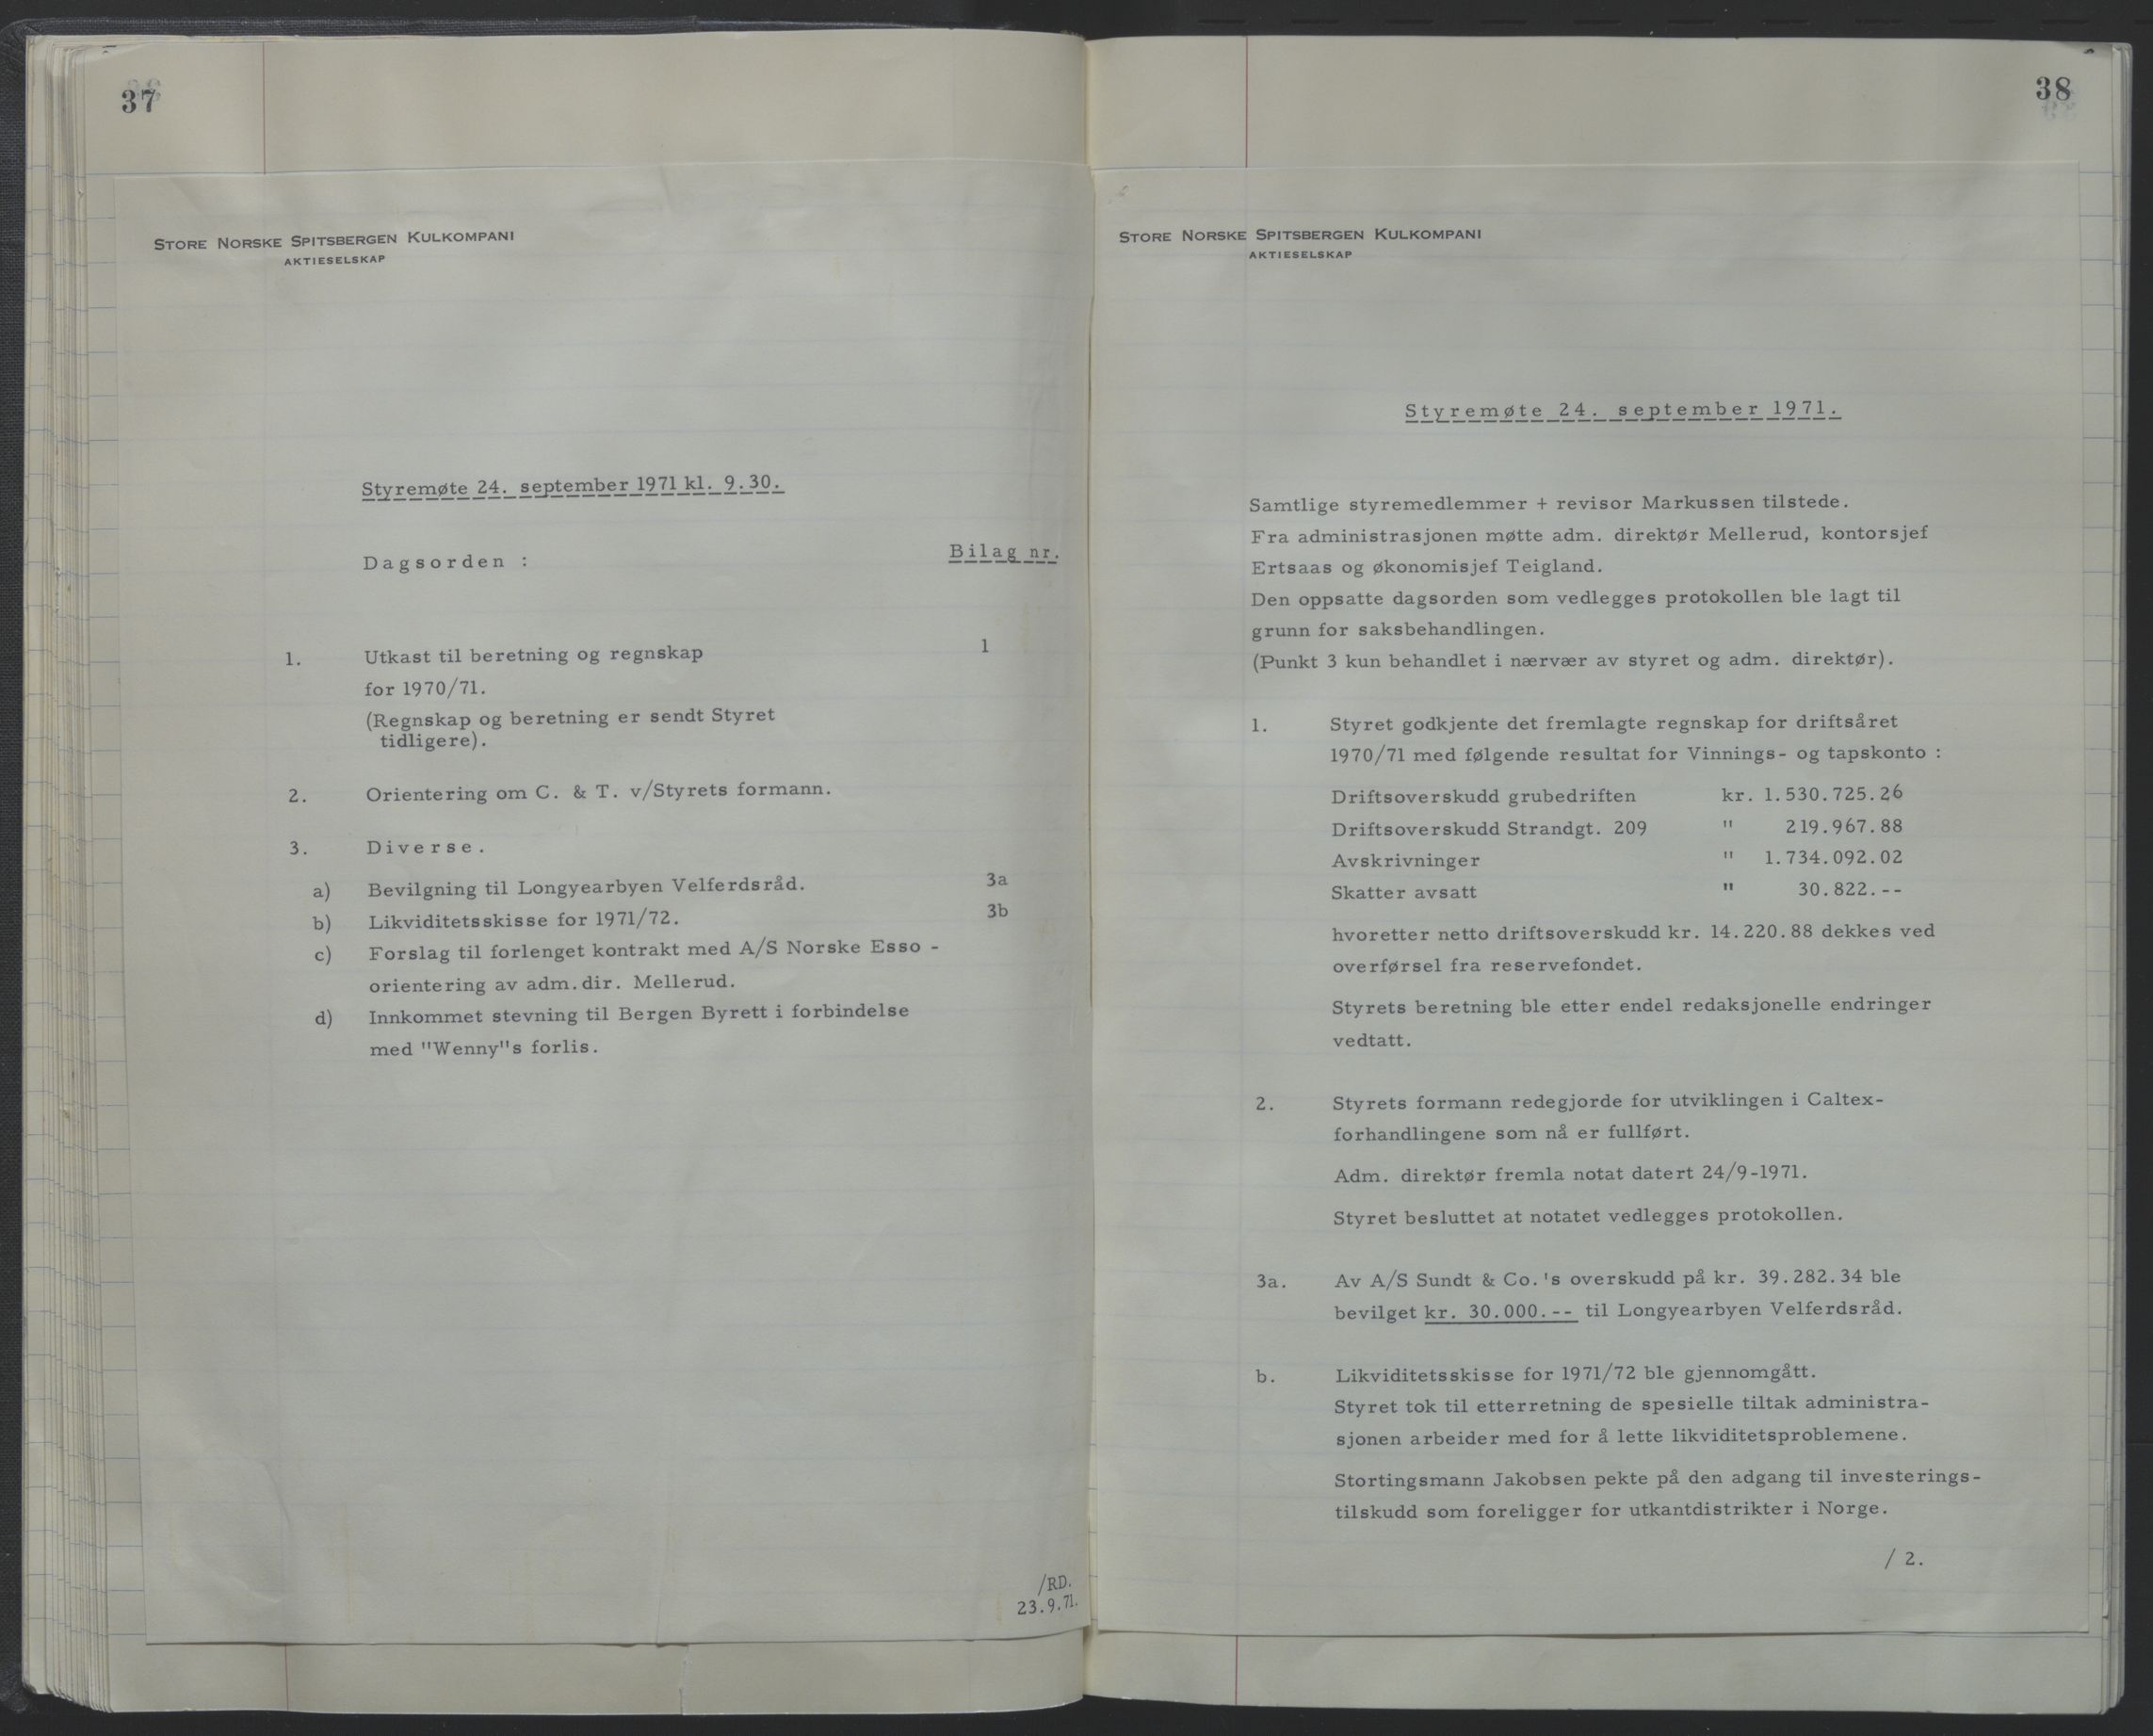 37
STORE NORSKE SPITSBERGEN KULKOMPANI
AKTIESELSKAP
Styremøte 24. september 1971 kl. 9.30.
Dagsorden :
Bilag nr.
1. Utkast til beretning og regnskap 1
for 1970/71.
(Regnskap og beretning er sendt Styret
tidligere).
2. Orientering om C. & T. v/Styrets formann.
3. Diverse.
a) Bevilgning til Longyearbyen Velferdsråd. 3a
b) Likviditetsskisse for 1971/72. 3b
c) Forslag til forlenget kontrakt med A/S Norske Esso -
orientering av adm.dir. Mellerud.
d) Innkommet stevning til Bergen Byrett i forbindelse
med "Wenny"s forlis.
/RD.
23.9.71.
38
STORE NORSKE SPITSBERGEN KULKOMPANI
AKTIESELSKAP
Styremøte 24. september 1971.
Samtlige styremedlemmer + revisor Markussen tilstede.
Fra administrasjonen møtte adm. direktør Mellerud, kontorsjef
Ertsaas og økonomisjef Teigland.
Den oppsatte dagsorden som vedlegges protokollen ble lagt til
grunn for saksbehandlingen.
(Punkt 3 kun behandlet i nærvær av styret og adm. direktør).
1. Styret godkjente det fremlagte regnskap for driftsåret
1970/71 med følgende resultat for Vinnings- og tapskonto :
Driftsoverskudd grubedriften kr. 1.530.725.26
Driftsoverskudd Strandgt. 209 " 219.967.88
Avskrivninger " 1.734.092.02
Skatter avsatt " 30.822.--
hvoretter netto driftsoverskudd kr. 14.220.88 dekkes ved
overførsel fra reservefondet.
Styrets beretning ble etter endel redaksjonelle endringer
vedtatt.
2. Styrets formann redegjorde for utviklingen i Caltex-
forhandlingene som nå er fullført.
Adm. direktør fremla notat datert 24/9-1971.
Styret besluttet at notatet vedlegges protokollen.
3a. Av A/S Sundt & Co.'s overskudd på kr. 39.282.34 ble
bevilget kr. 30.000.-- til Longyearbyen Velferdsråd.
b. Likviditetsskisse for 1971/72 ble gjennomgått.
Styret tok til etterretning de spesielle tiltak administra-
sjonen arbeider med for å lette likviditetsproblemene.
Stortingsmann Jakobsen pekte på den adgang til investerings-
tilskudd som foreligger for utkantdistrikter i Norge.
/ 2.